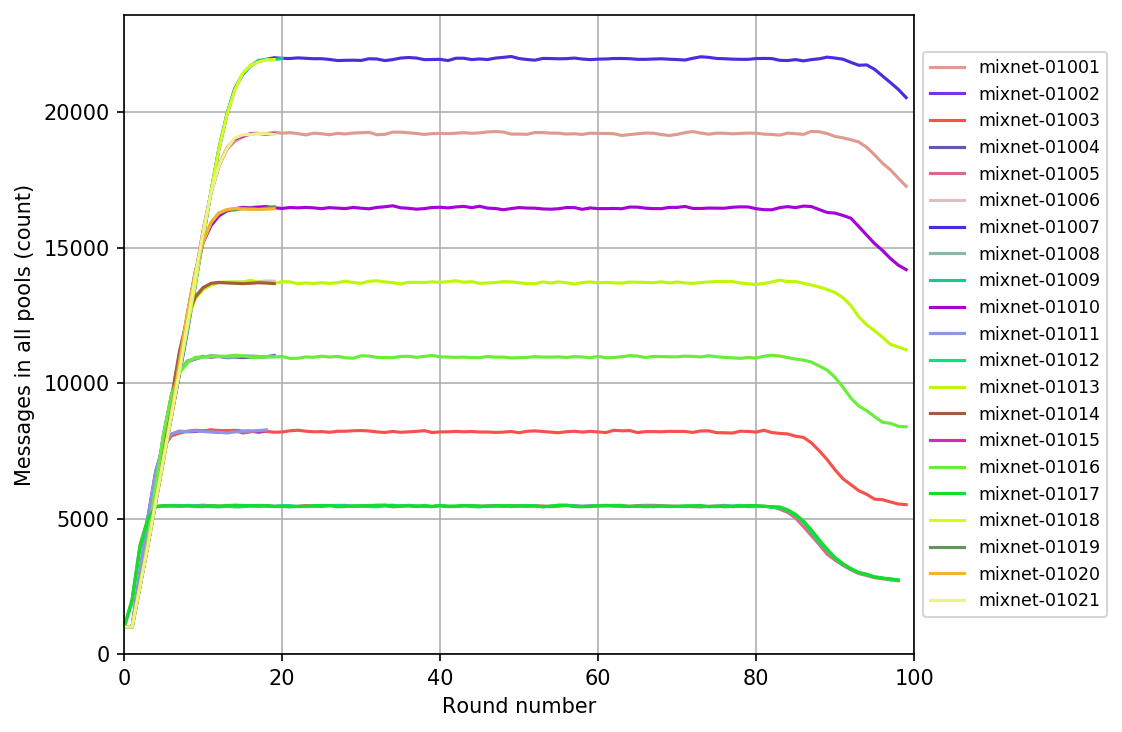 Messages in all pools (count)
20000
15000
10000
5000
0
0 20 40 60 80 100
Round number
mixnet-01001
mixnet-01002
mixnet-01003
mixnet-01004
mixnet-01005
mixnet-01006
mixnet-01007
mixnet-01008
mixnet-01009
mixnet-01010
mixnet-01011
mixnet-01012
mixnet-01013
mixnet-01014
mixnet-01015
mixnet-01016
mixnet-01017
mixnet-01018
mixnet-01019
mixnet-01020
mixnet-01021